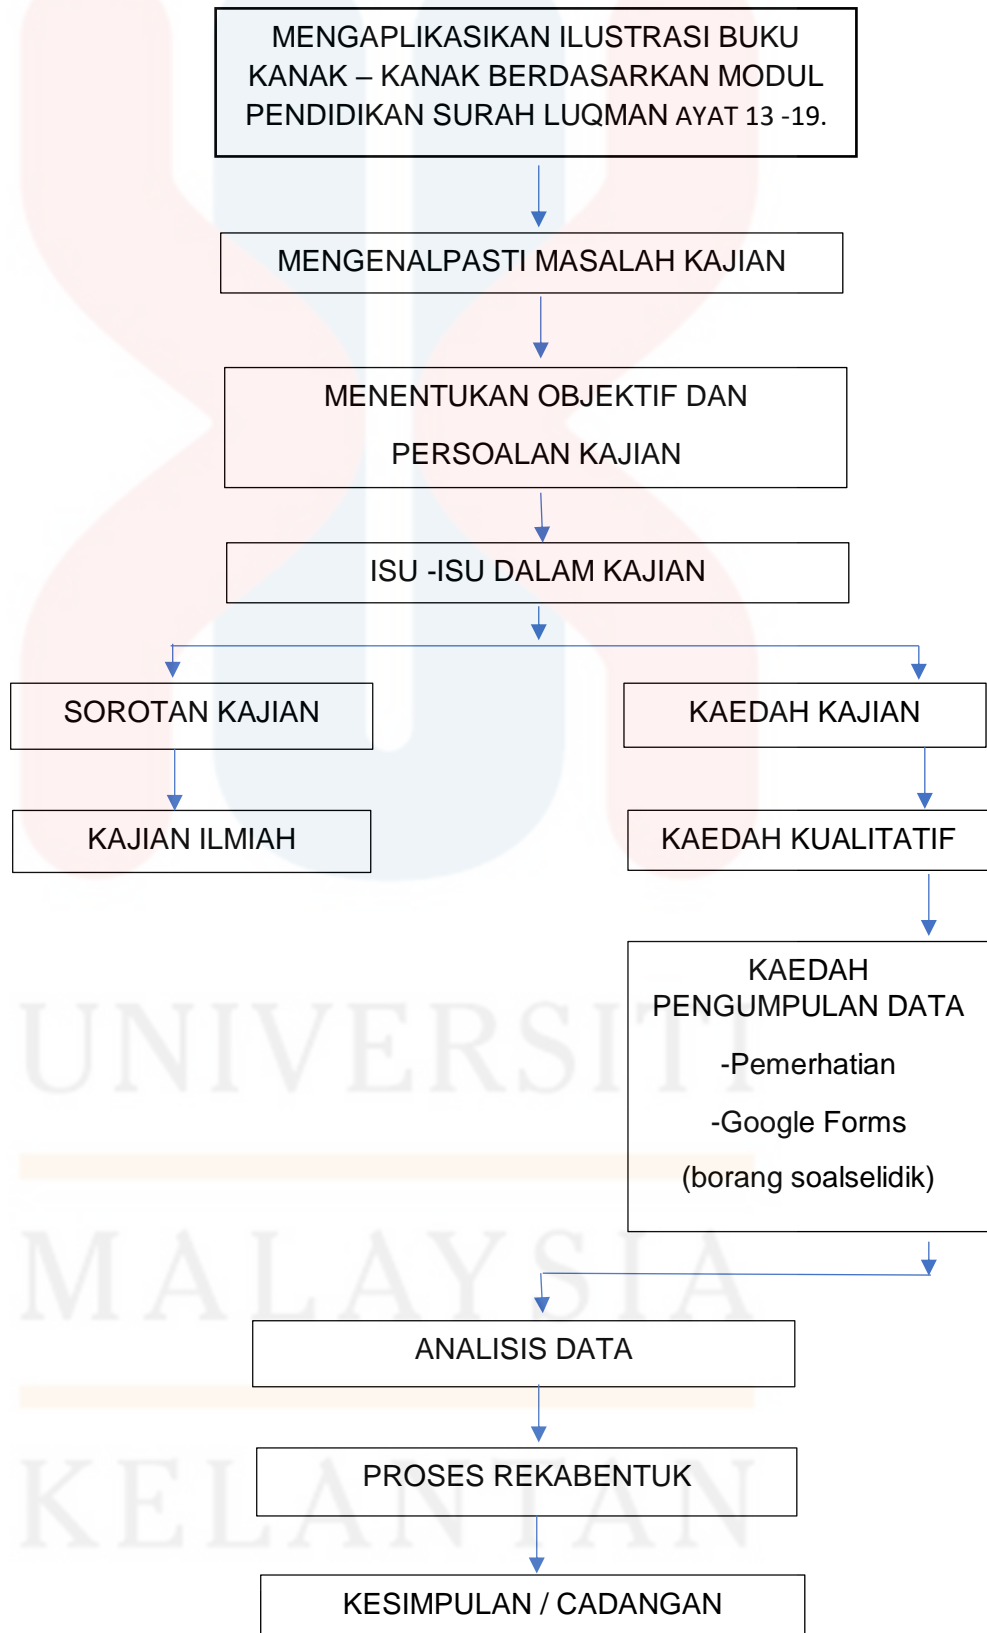 MENGAPLIKASIKAN ILUSTRASI BUKU
KANAK – KANAK BERDASARKAN MODUL
PENDIDIKAN SURAH LUQMAN AYAT 13 -19.
MENGENALPASTI MASALAH KAJIAN
MENENTUKAN OBJEKTIF DAN
PERSOALAN KAJIAN
ISU -ISU DALAM KAJIAN
SOROTAN KAJIAN
KAEDAH KAJIAN
KAJIAN ILMIAH
KAEDAH KUALITATIF
KAEDAH
PENGUMPULAN DATA
-Pemerhatian
-Google Forms
(borang soalselidik)
ANALISIS DATA
PROSES REKABENTUK
KESIMPULAN / CADANGAN
UNIVERSITI
MALAYSIA
KELANTAN